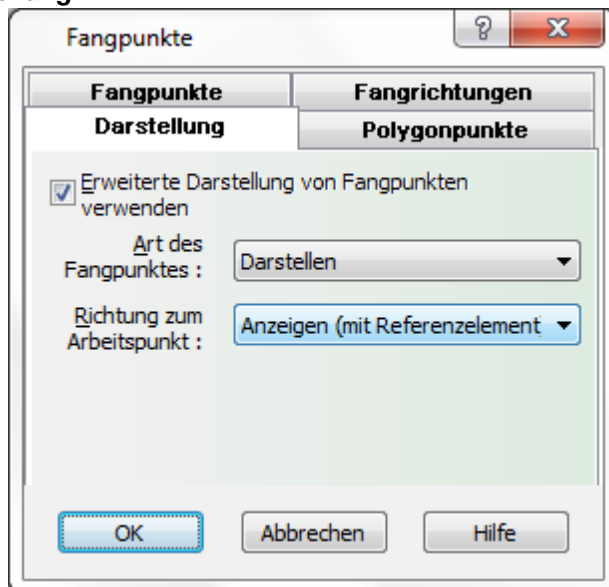 Fangpunkte
Fangpunkte Fangrichtungen
Darstellung Polygonpunkte
Erweiterte Darstellung von Fangpunkten
verwenden
Art des
Fangpunktes : Darstellen
Richtung zum
Arbeitspunkt : Anzeigen (mit Referenzelement
OK Abbrechen Hilfe